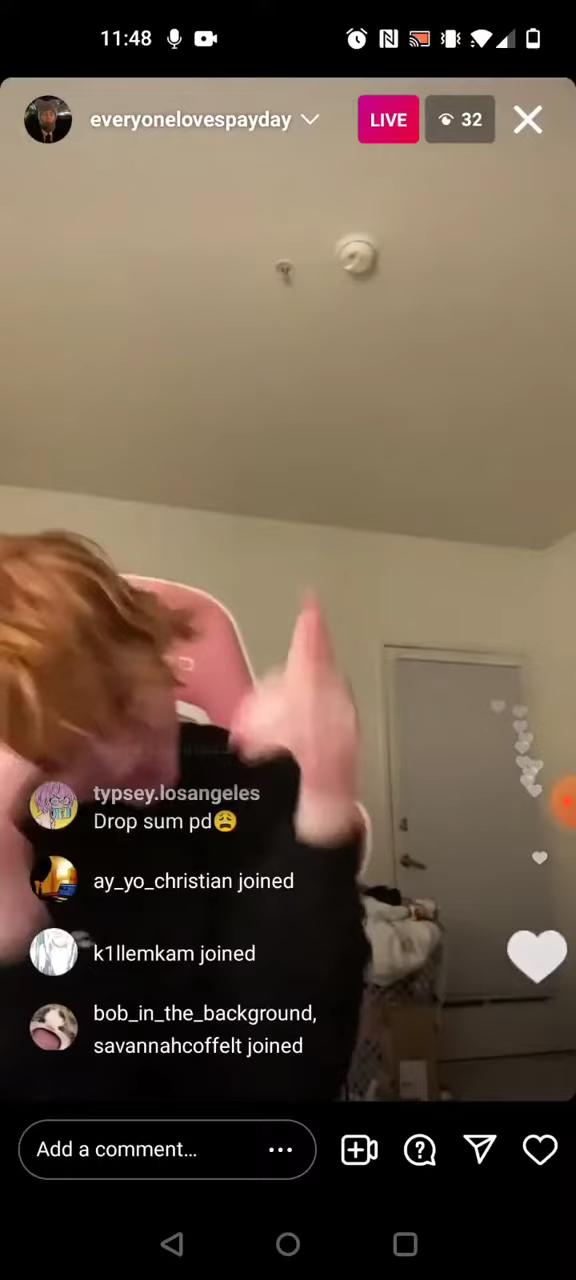 11:48
everyonelovespayday
LIVE
32
typsey.losangeles
Drop sum pd😩
ay_yo_christian joined
k1llemkam joined
bob_in_the_background,
savannahcoffelt joined
Add a comment...